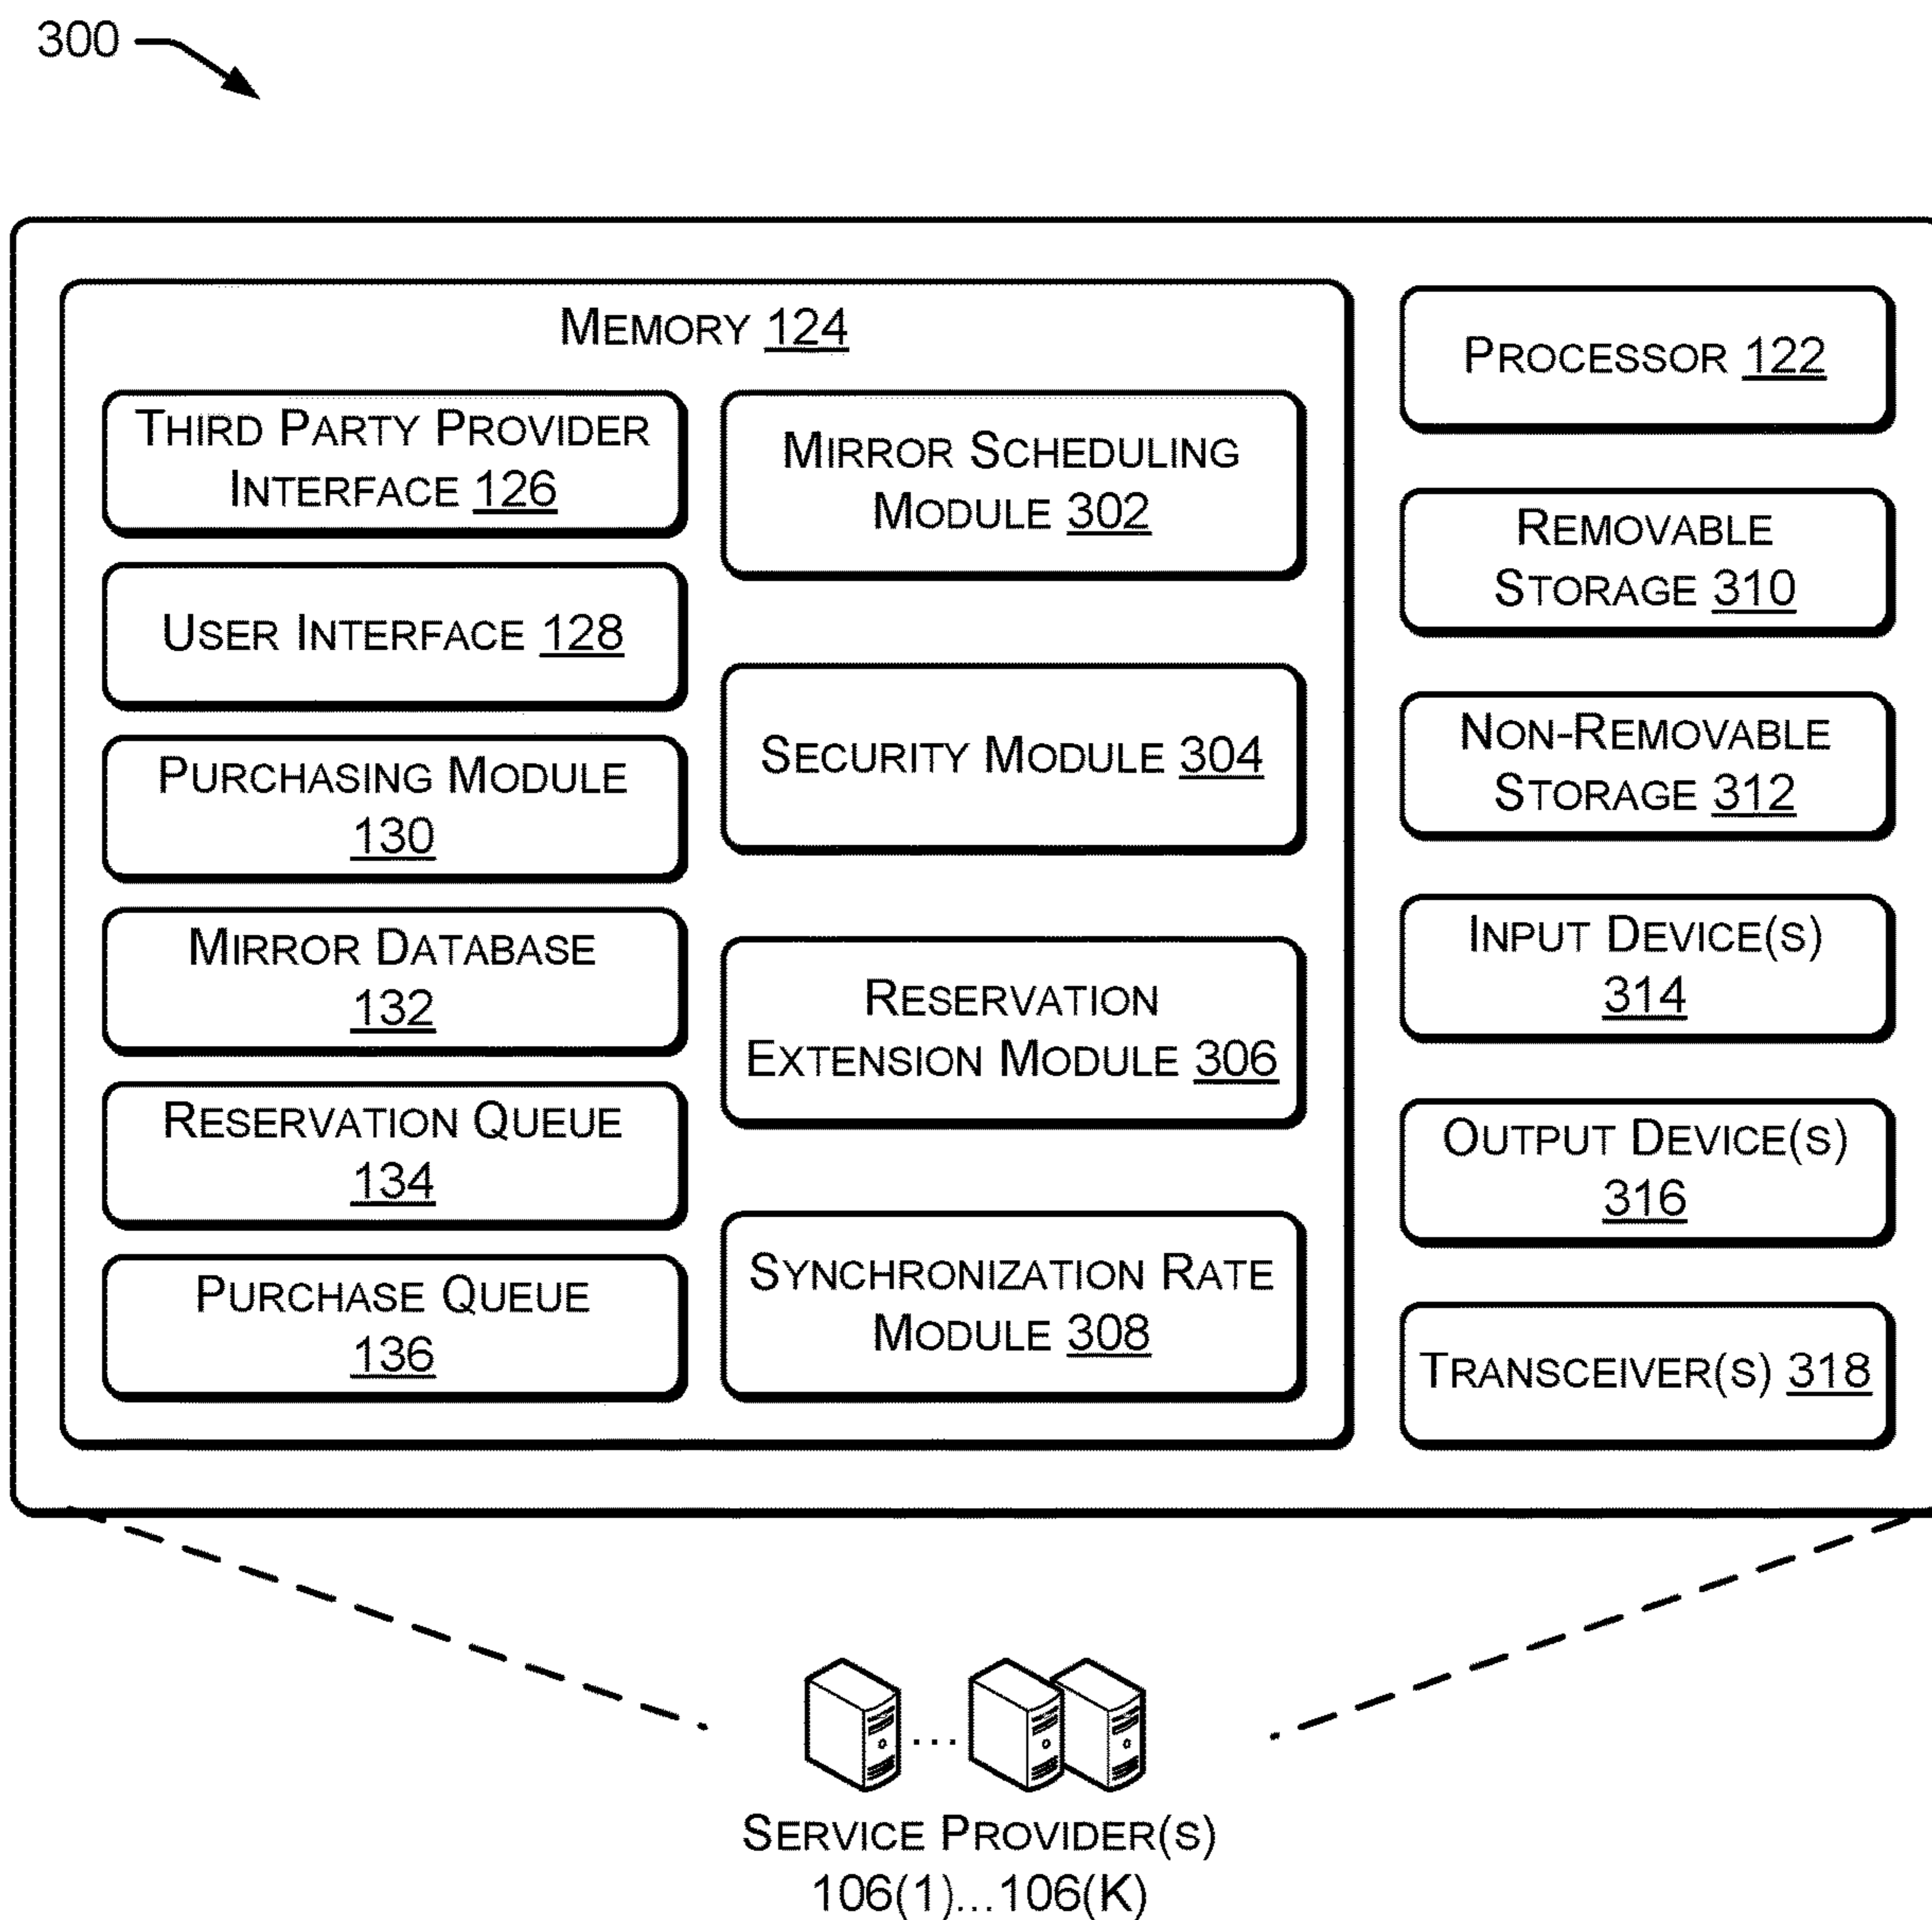 300
MEMORY 124
THIRD PARTY PROVIDER
INTERFACE 126
USER INTERFACE 128
PURCHASING MODULE
130
MIRROR DATABASE
132
RESERVATION QUEUE
134
PURCHASE QUEUE
136
MIRROR SCHEDULING
MODULE 302
SECURITY MODULE 304
RESERVATION
EXTENSION MODULE 306
SYNCHRONIZATION RATE
MODULE 308
PROCESSOR 122
REMOVABLE
STORAGE 310
NON-REMOVABLE
STORAGE 312
INPUT DEVICE(S)
314
OUTPUT DEVICE(S)
316
TRANSCEIVER(S) 318
...
SERVICE PROVIDER(S)
106(1)...106(K)